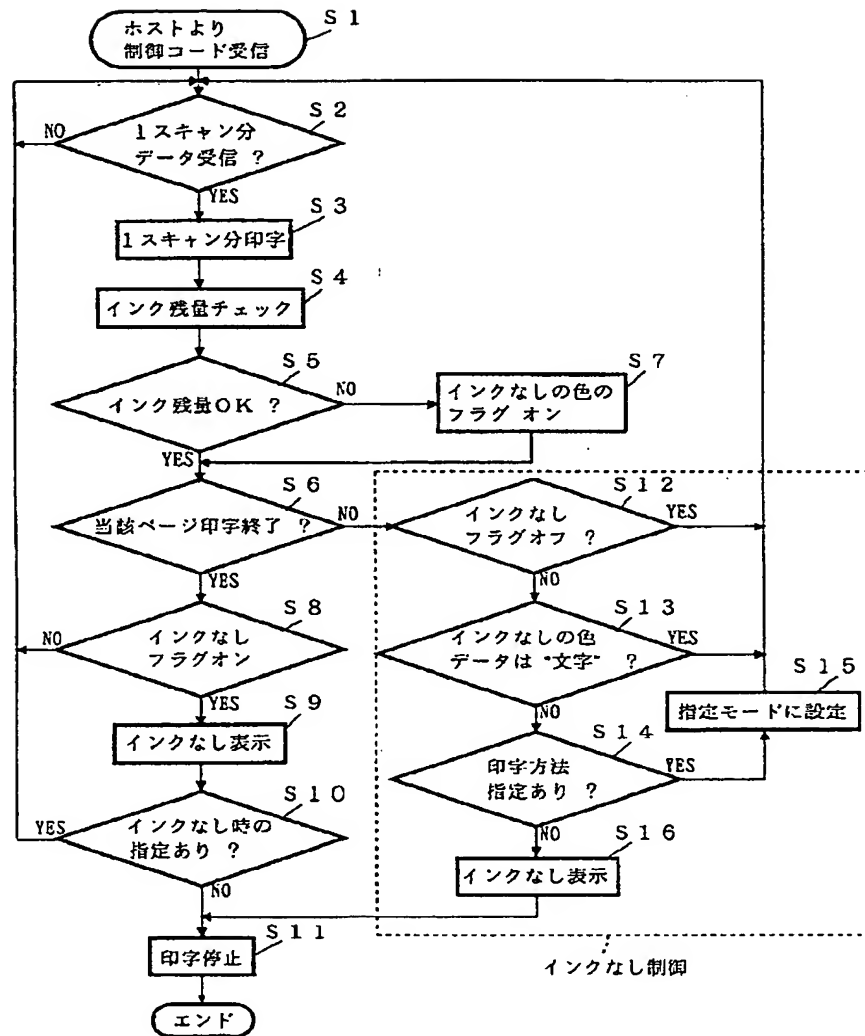 ホストより
制御コード受信
S1
S2
NO
1スキャン分
データ受信 ?
YES
S3
1スキャン分印字
S4
インク残量チェック
S5
インク残量OK ?
NO
YES
S7
インクなしの色の
フラグ オン
S6
当該ページ印字終了 ?
NO
YES
S12
インクなし
フラグオフ ?
YES
NO
S8
NO
インクなし
フラグオン
YES
S13
インクなしの色
データは"文字" ?
YES
NO
S15
指定モードに設定
S9
インクなし表示
S14
印字方法
指定あり ?
YES
NO
S10
YES
インクなし時の
指定あり ?
NO
S16
インクなし表示
S11
印字停止
インクなし制御
エンド